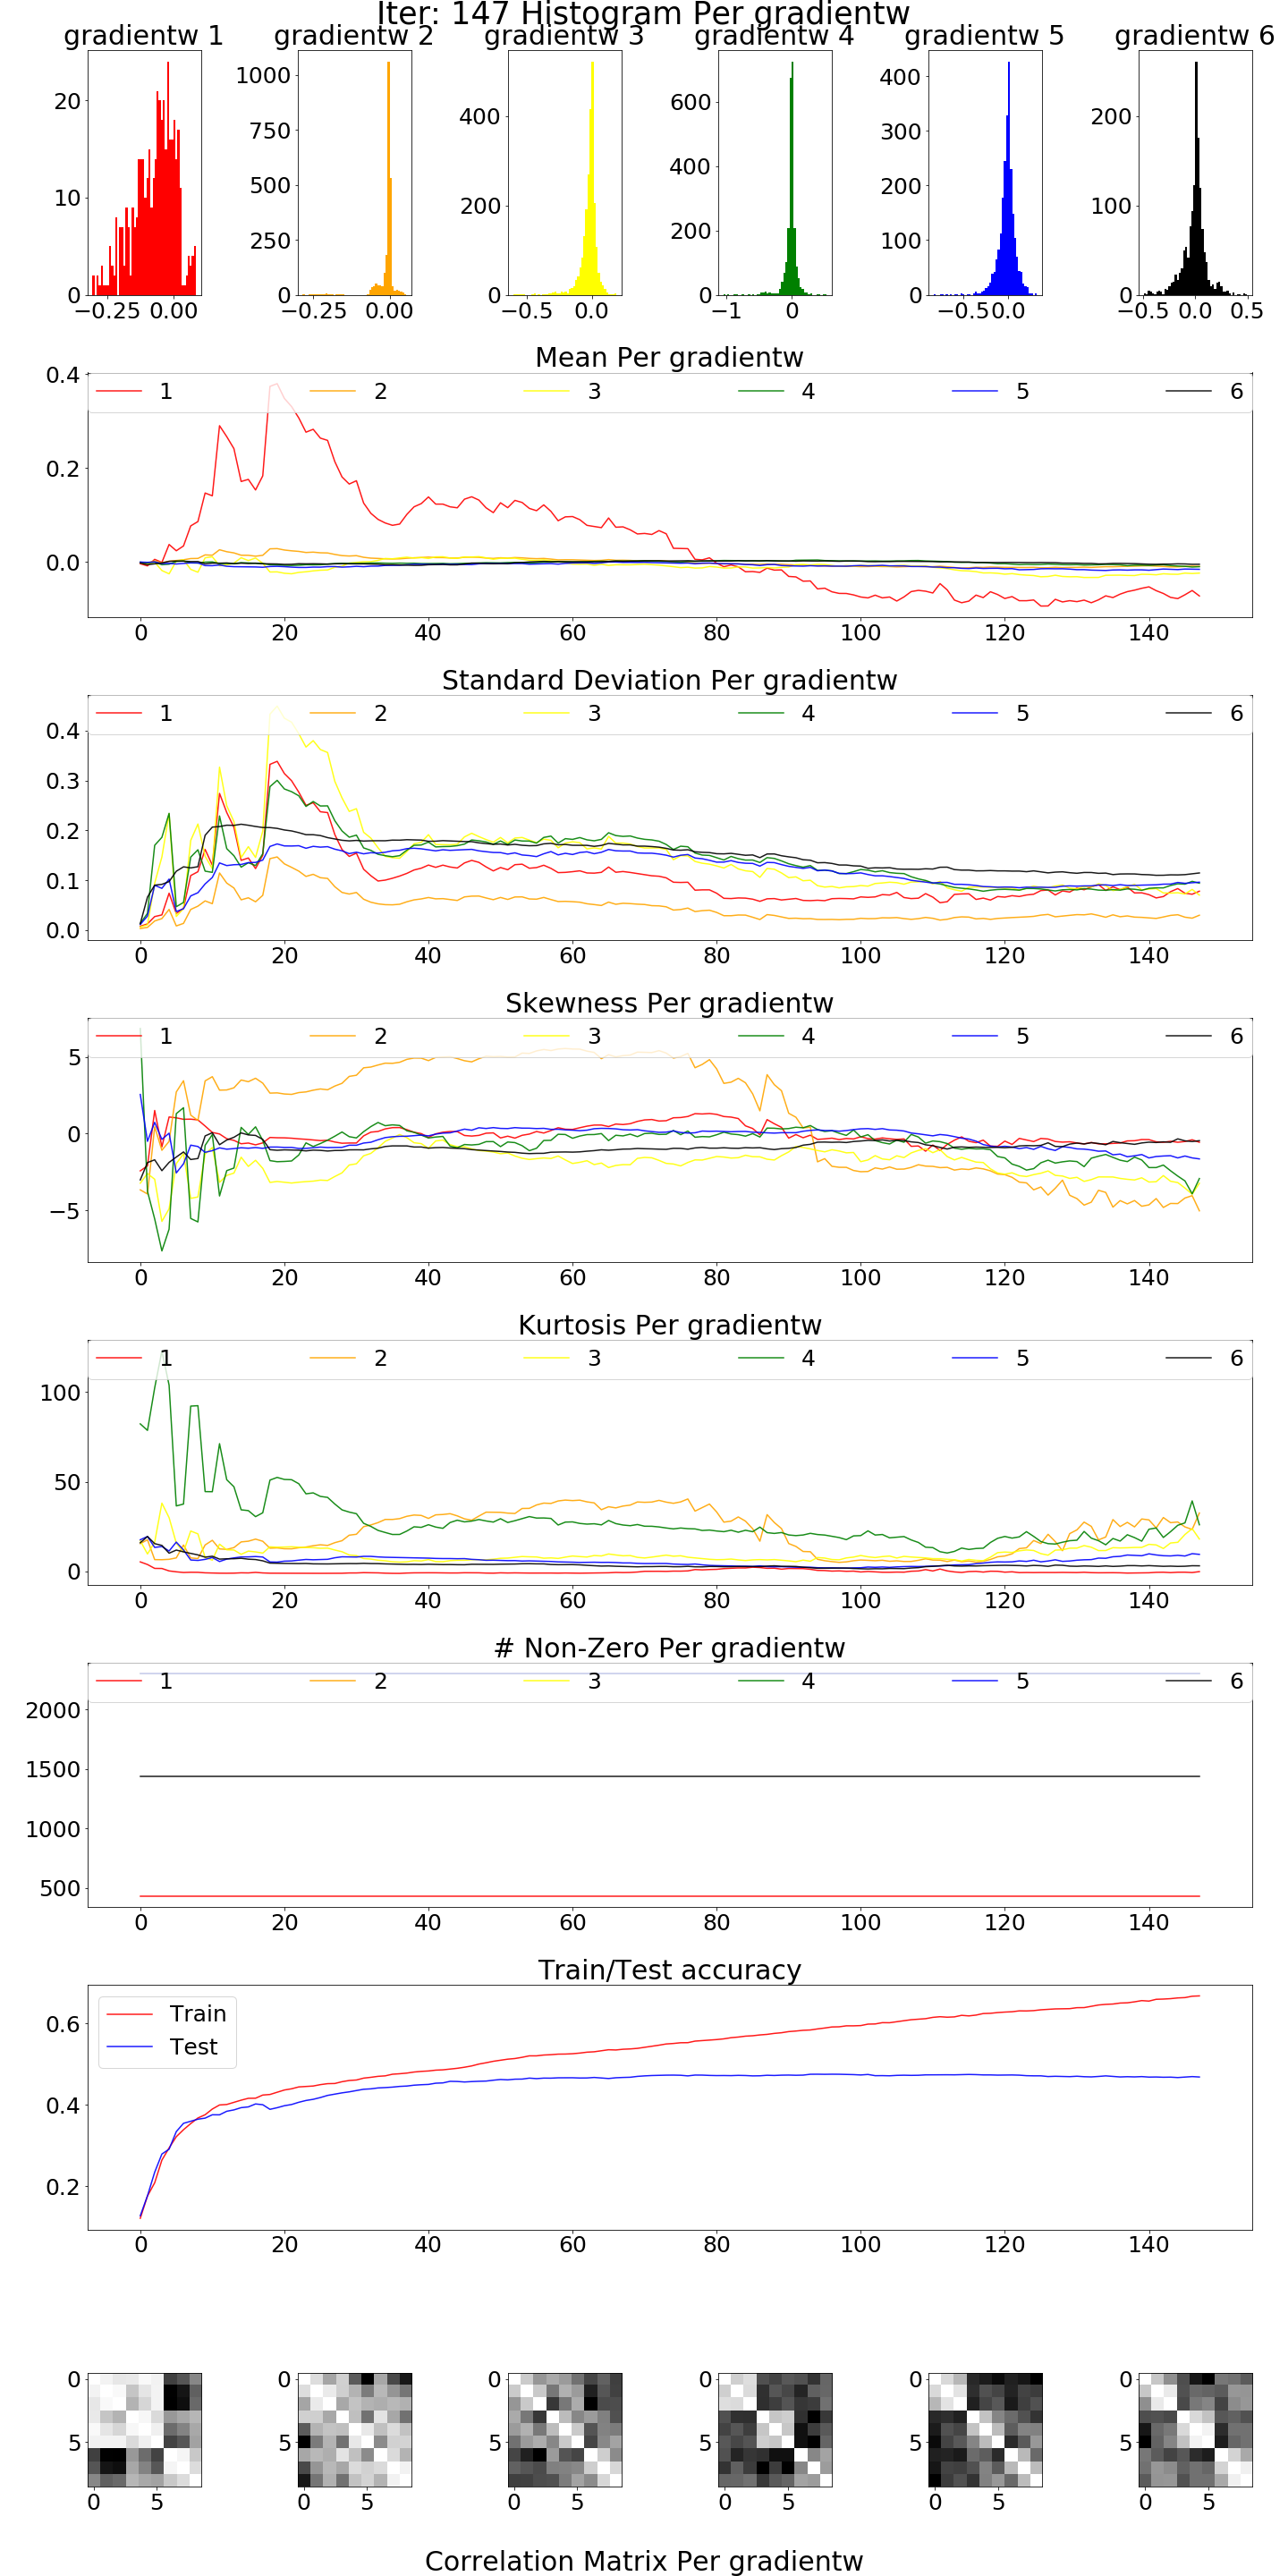 Iter: 147 Histogram Per gradientw
gradientw 1 gradientw 2 gradientw 3 gradientw 4 gradientw 5 gradientw 6
20 10 0 −0.25 0.00
1000 750 500 250 0 −0.25 0.00
400 200 0 −0.5 0.0
600 400 200 0 −1 0
400 300 200 100 0 −0.5 0.0
200 100 0 −0.5 0.0 0.5
Mean Per gradientw
1 2 3 4 5 6
0.4
0.2
0.0
0 20 40 60 80 100 120 140
Standard Deviation Per gradientw
1 2 3 4 5 6
0.4
0.3
0.2
0.1
0.0
0 20 40 60 80 100 120 140
Skewness Per gradientw
1 2 3 4 5 6
5
0
−5
0 20 40 60 80 100 120 140
Kurtosis Per gradientw
1 2 3 4 5 6
100
50
0
0 20 40 60 80 100 120 140
# Non-Zero Per gradientw
1 2 3 4 5 6
2000
1500
1000
500
0 20 40 60 80 100 120 140
Train/Test accuracy
Train
Test
0.6
0.4
0.2
0 20 40 60 80 100 120 140
0 0 0 0 0 0
5 5 5 5 5 5
0 5 0 5 0 5 0 5 0 5 0 5
Correlation Matrix Per gradientw